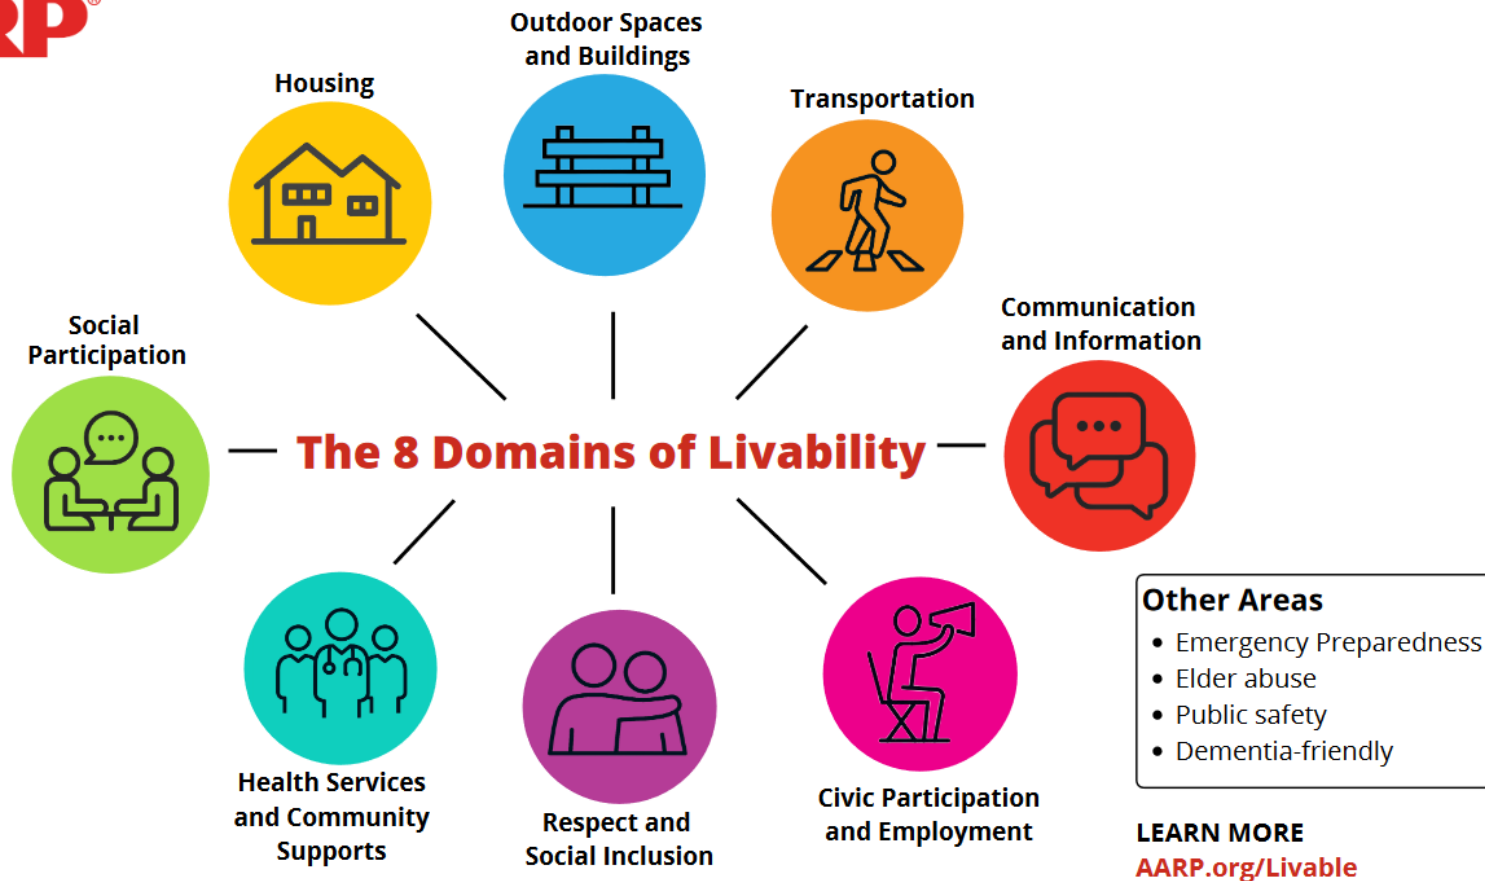 RP®
Outdoor Spaces
and Buildings
Housing
Transportation
Social
Participation
Communication
and Information
The 8 Domains of Livability
Health Services
and Community
Supports
Respect and
Social Inclusion
Civic Participation
and Employment
Other Areas
• Emergency Preparedness
• Elder abuse
• Public safety
• Dementia-friendly
LEARN MORE
AARP.org/Livable